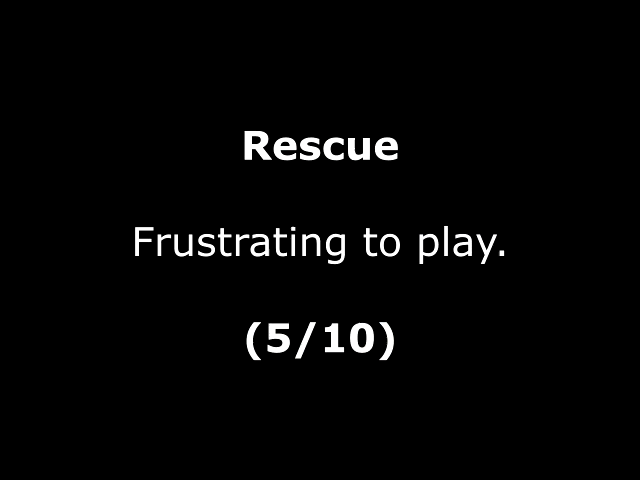 Rescue
Frustrating to play.
(5/10)